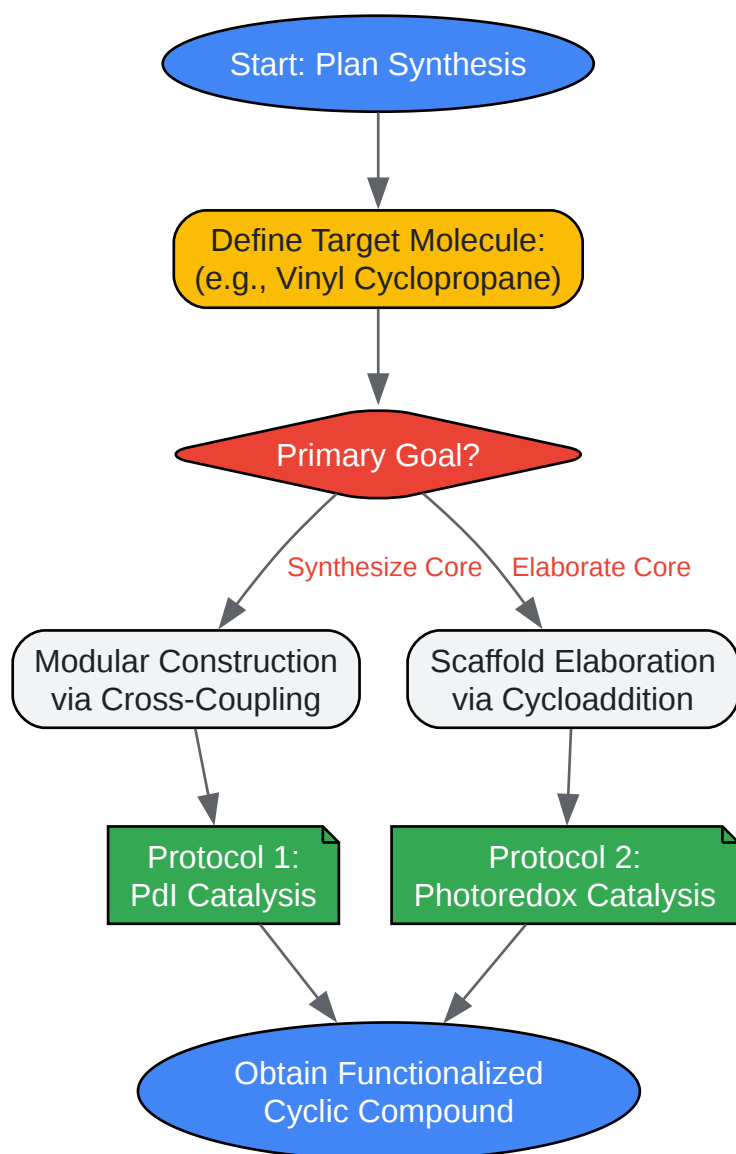 Start: Plan Synthesis
Define Target Molecule:
(e.g., Vinyl Cyclopropane)
Primary Goal?
Synthesize Core
Elaborate Core
Modular Construction
via Cross-Coupling
Scaffold Elaboration
via Cycloaddition
Protocol 1:
PdI Catalysis
Protocol 2:
Photoredox Catalysis
Obtain Functionalized
Cyclic Compound